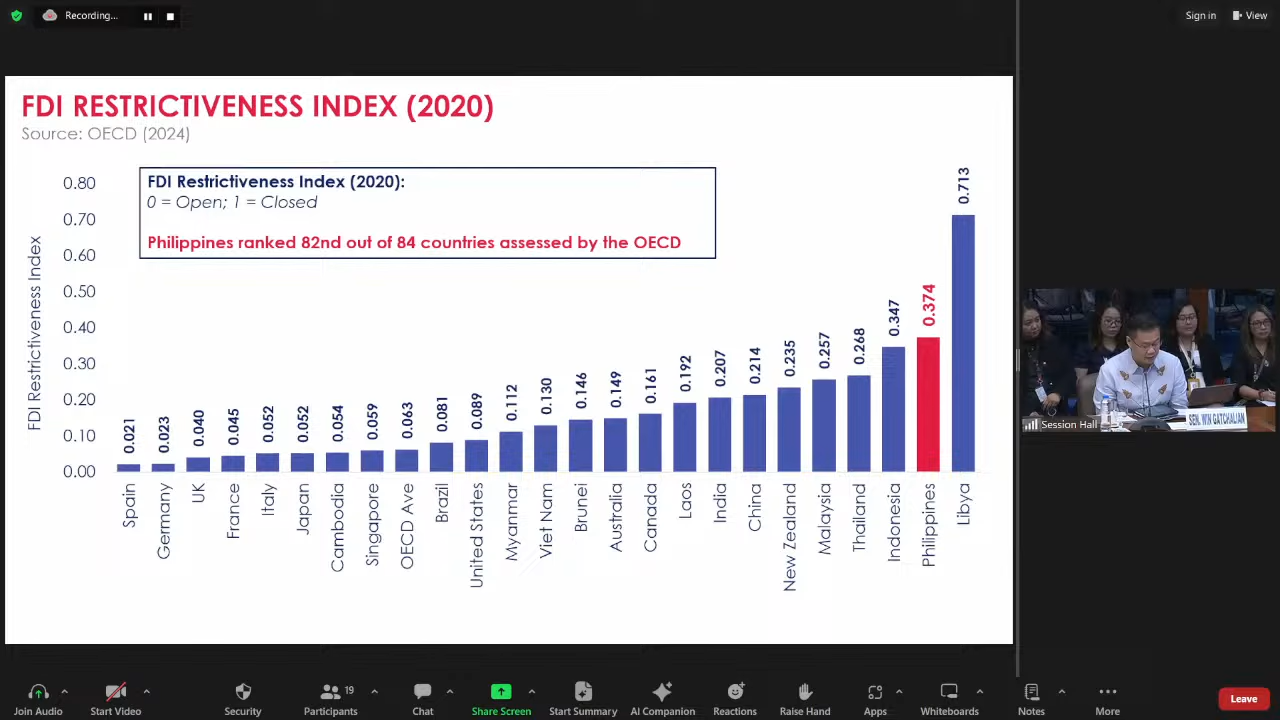 Recording...
Sign in
View
FDI RESTRICTIVENESS INDEX (2020)
Source: OECD (2024)
FDI Restrictiveness Index (2020):
0 = Open; 1 = Closed
Philippines ranked 82nd out of 84 countries assessed by the OECD
FDI Restrictiveness Index
0.80
0.70
0.60
0.50
0.40
0.30
0.20
0.10
0.00
0.021
0.023
0.040
0.045
0.052
0.052
0.054
0.059
0.063
0.081
0.089
0.112
0.130
0.146
0.149
0.161
0.192
0.207
0.214
0.235
0.257
0.268
0.347
0.374
0.713
Spain
Germany
UK
France
Italy
Japan
Cambodia
Singapore
OECD Ave
Brazil
United States
Myanmar
Viet Nam
Brunei
Australia
Canada
Laos
India
China
New Zealand
Malaysia
Thailand
Indonesia
Philippines
Libya
SEN. WIN GATCHALIAN
Session Hall
Join Audio
Start Video
Security
19
Participants
Chat
Share Screen
Start Summary
AI Companion
Reactions
Raise Hand
Apps
Whiteboards
Notes
More
Leave